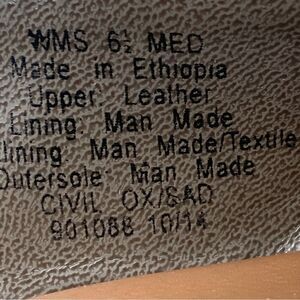 WMS 6½ MED
Made in Ethiopia
Upper: Leather
Lining: Man Made
Lining: Man Made/Textile
Outersole Man Made
CIVIL OX/SAD
901086 10/14